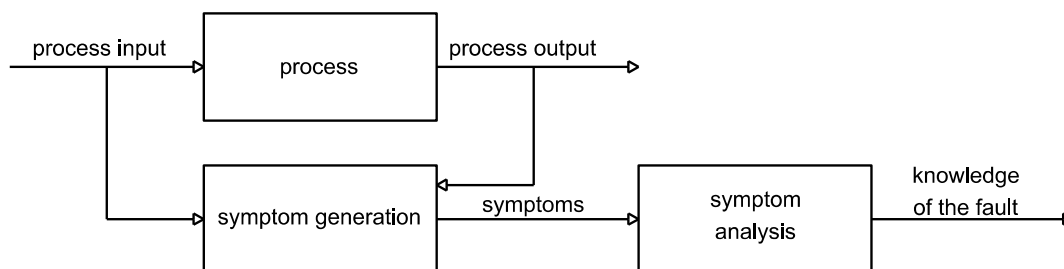 process input
process
process output
symptom generation
symptoms
symptom
analysis
knowledge
of the fault